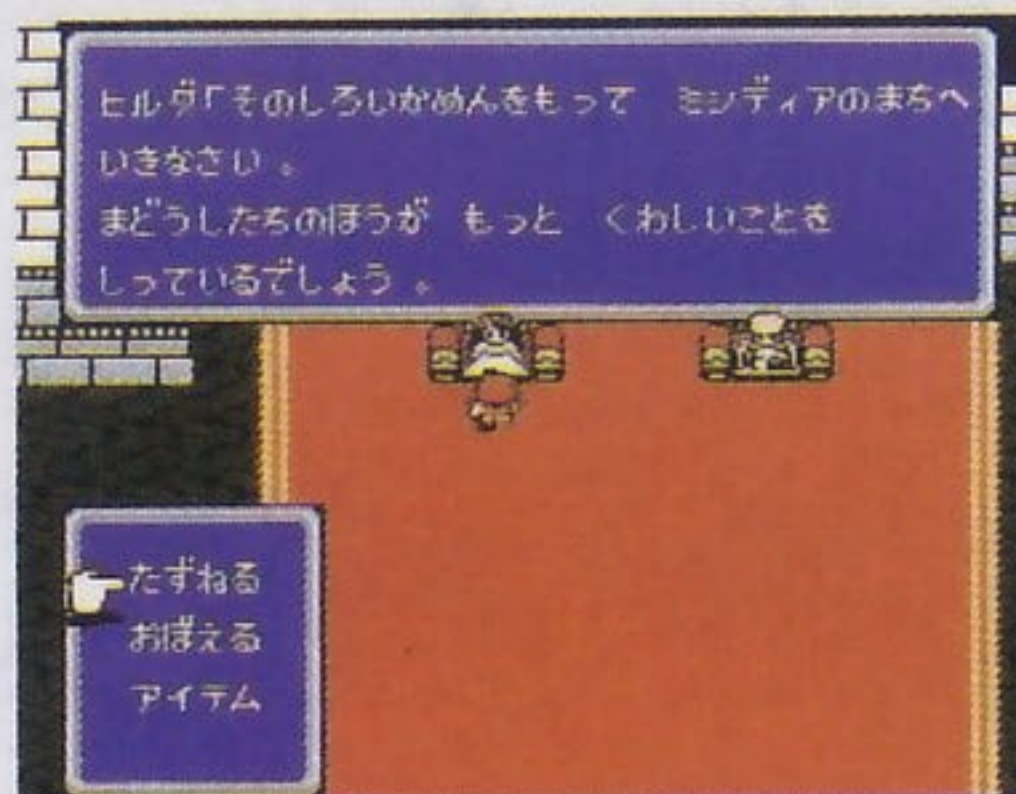 ヒルダ「そのしろいかめんをもって　ミシディアのまちへ
いきなさい。
まどうしたちのほうが　もっと　くわしいことを
しっているでしょう。
たずねる
おぼえる
アイテム